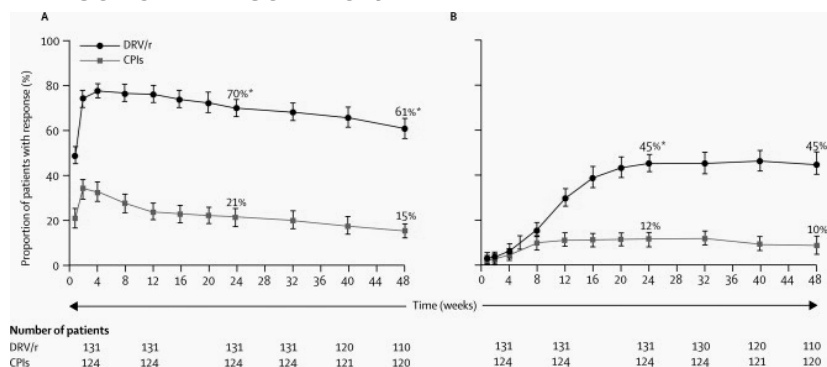 A
B
DRV/r
CPIs
Proportion of patients with response (%)
100
80
60
40
20
0
70%*
61%*
21%
15%
0 4 8 12 16 20 24 28 32 36 40 44 48
45%*
45%
12%
10%
0 4 8 12 16 20 24 28 32 36 40 44 48
Time (weeks)
Number of patients
DRV/r 131 131 131 131 120 110 131 131 131 130 120 110
CPIs 124 124 124 124 121 120 124 124 124 124 121 120